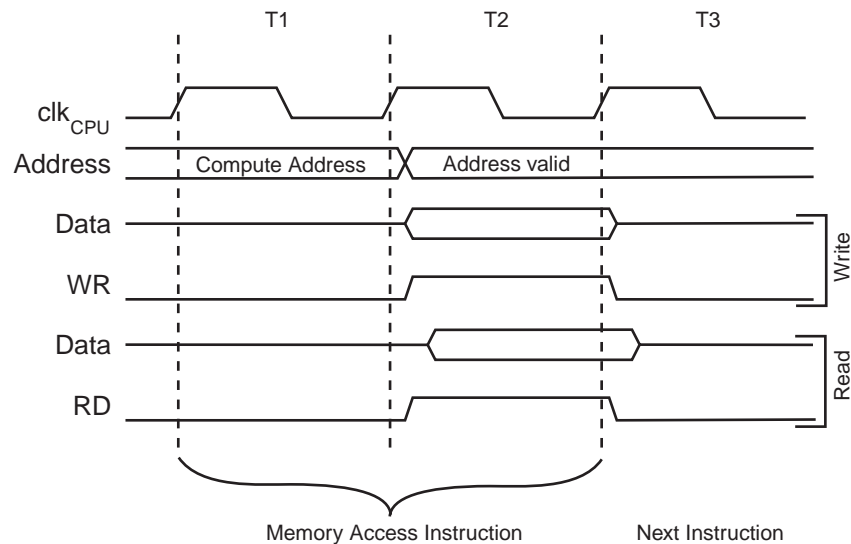 T1 T2 T3
clkCPU
Address Compute Address Address valid
Data
WR
Write
Data
RD
Read
Memory Access Instruction Next Instruction